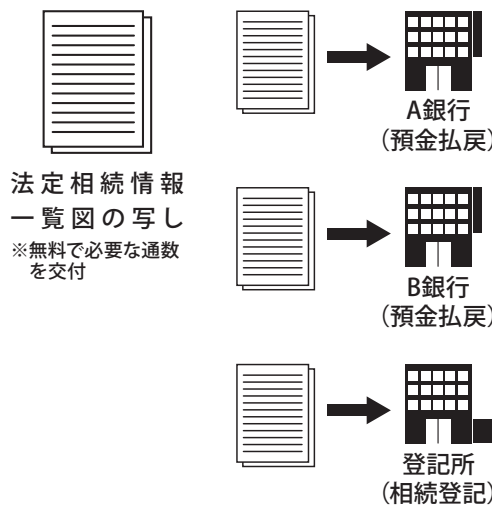 法定相続情報
一覧図の写し
※無料で必要な通数
を交付
A銀行
(預金払戻)
B銀行
(預金払戻)
登記所
(相続登記)